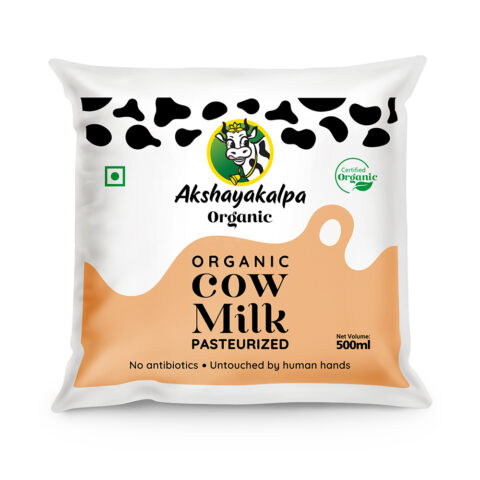 Akshayakalpa
Organic
Certified
Organic
ORGANIC
cow
Milk
PASTEURIZED
Net Volume:
500ml
No antibiotics • Untouched by human hands